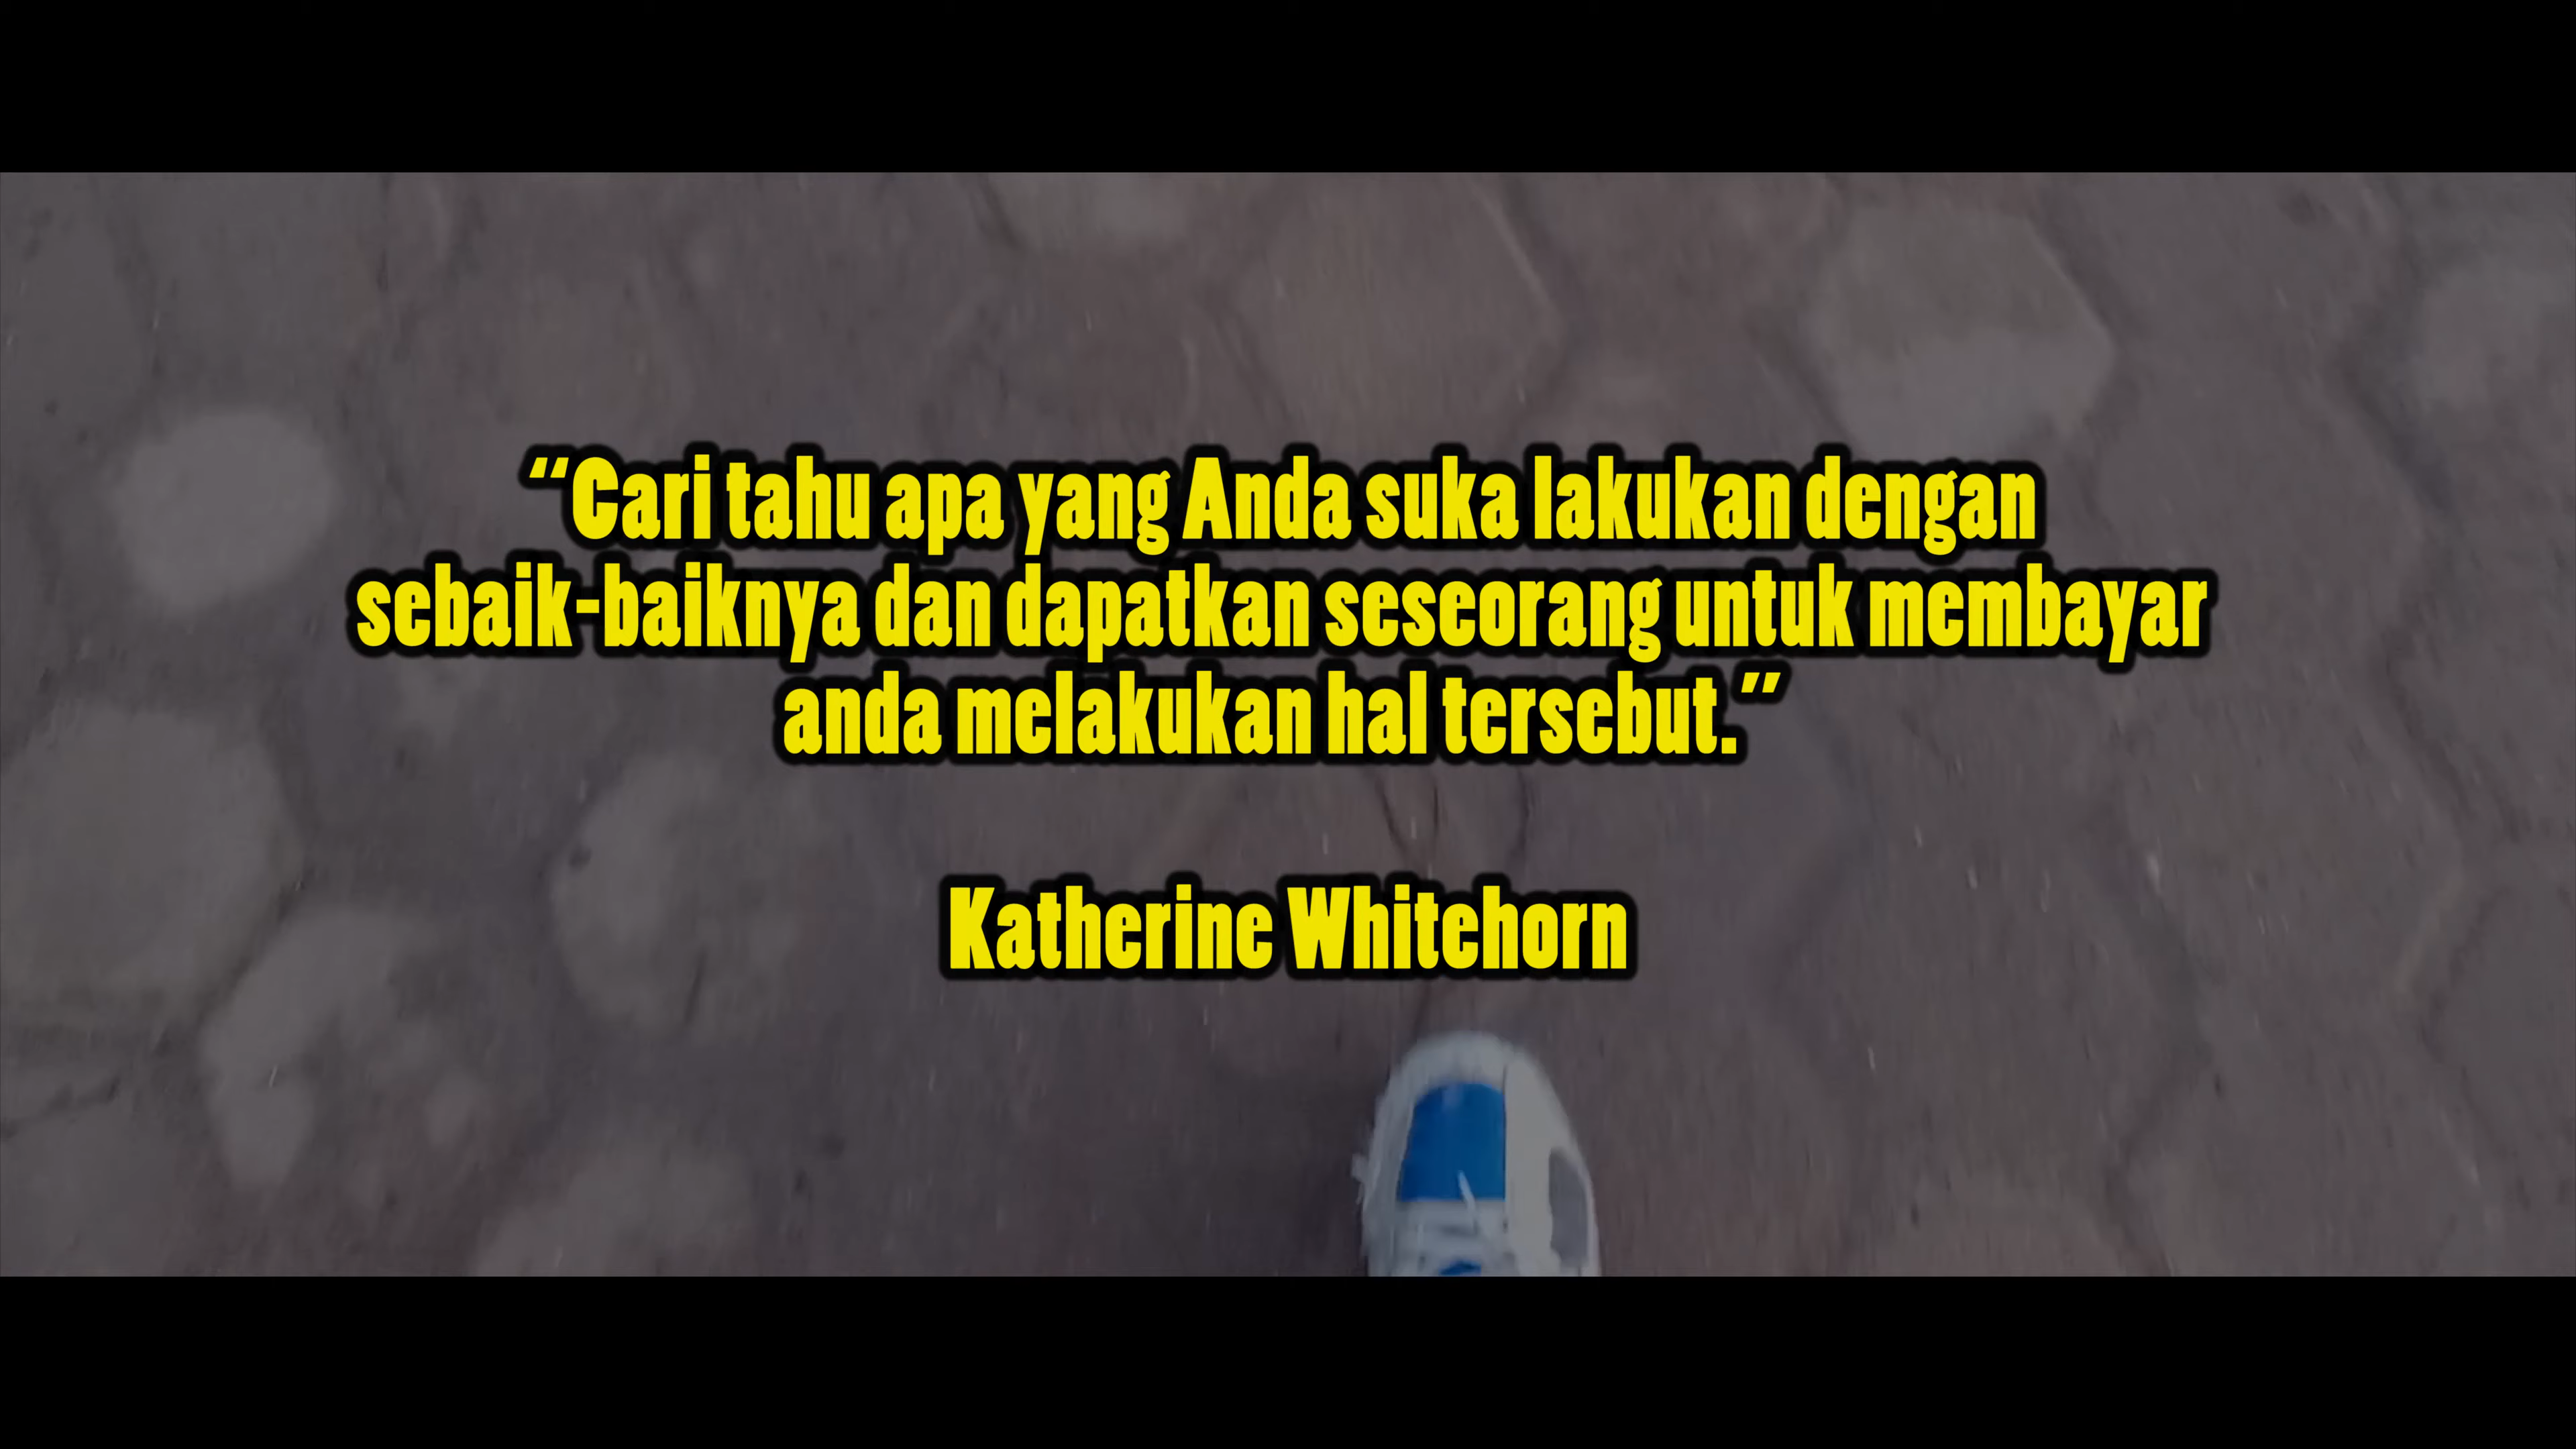 “Cari tahu apa yang Anda suka lakukan dengan
sebaik-baiknya dan dapatkan seseorang untuk membayar
anda melakukan hal tersebut.”
Katherine Whitehorn